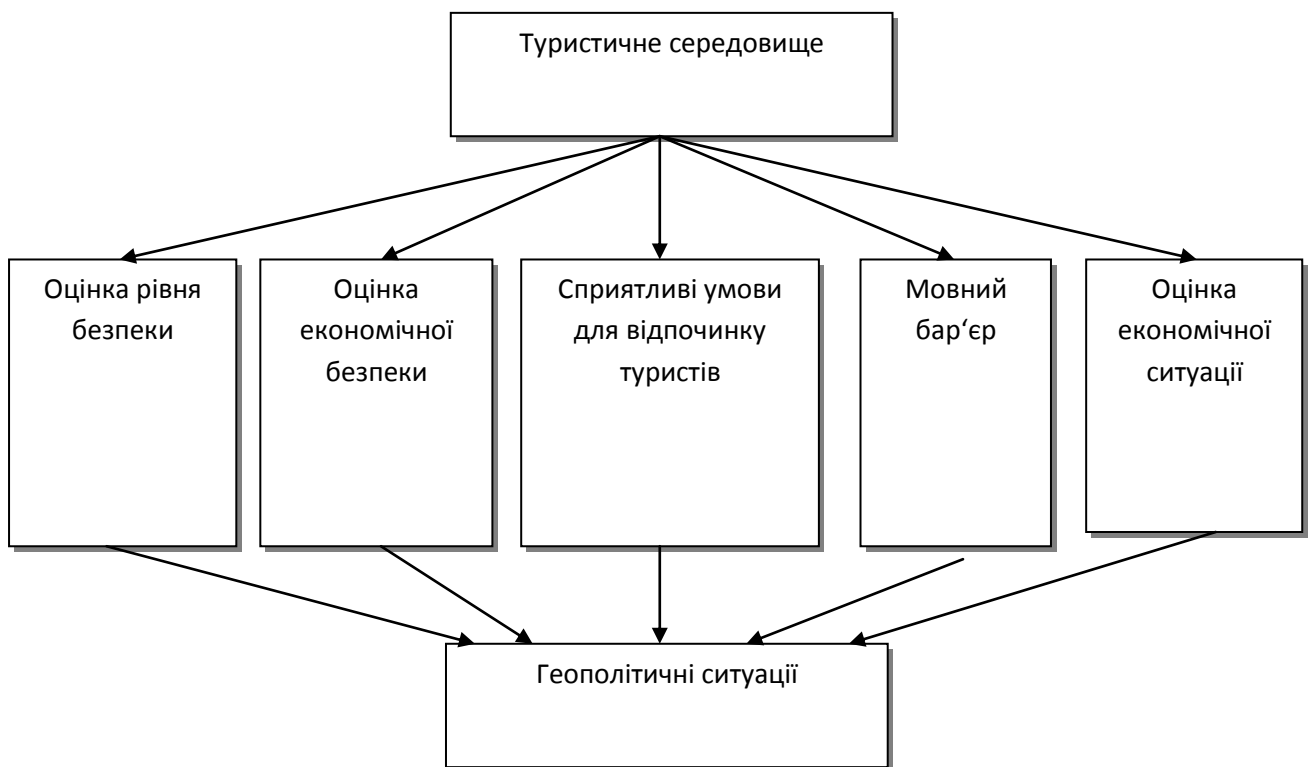 Туристичне середовище
Оцінка рівня
безпеки
Оцінка
економічної
безпеки
Сприятливі умови
для відпочинку
туристів
Мовний
бар‘єр
Оцінка
економічної
ситуації
Геополітичні ситуації